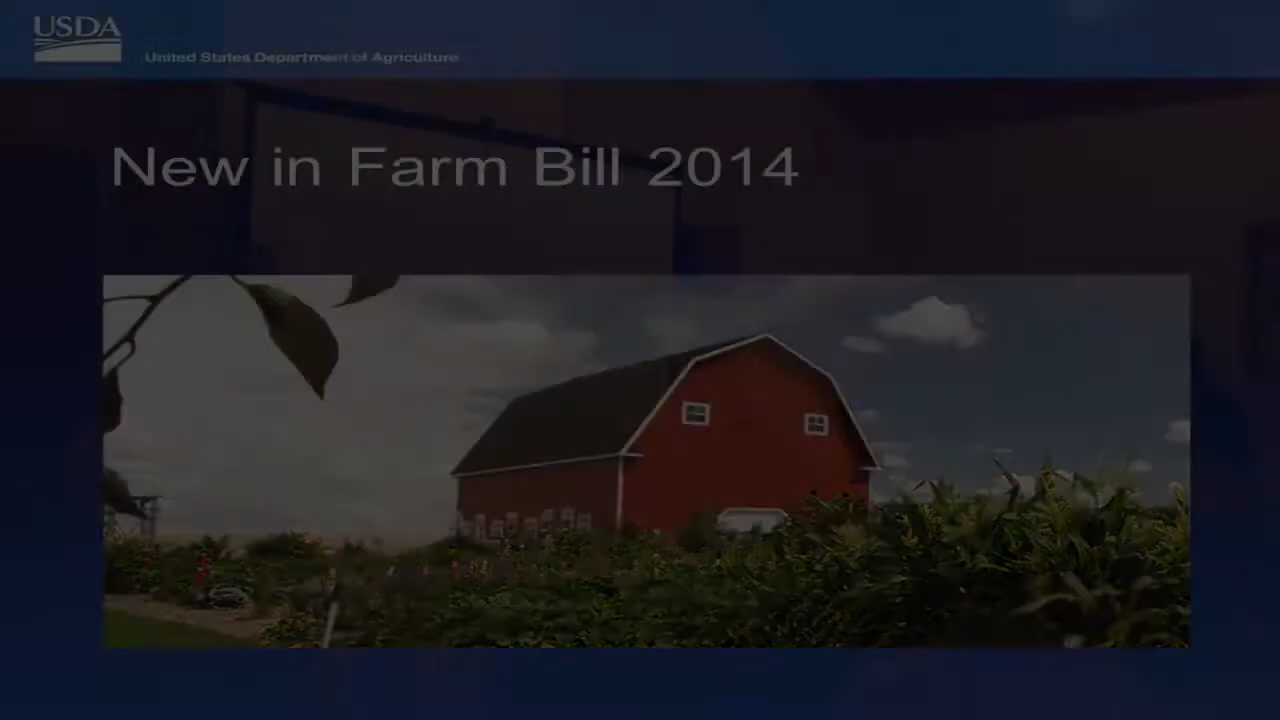 USDA
United States Department of Agriculture
New in Farm Bill 2014